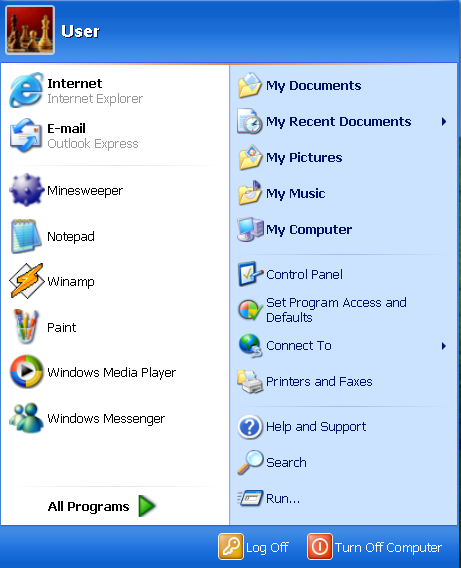 User
Internet
Internet Explorer
E-mail
Outlook Express
Minesweeper
Notepad
Winamp
Paint
Windows Media Player
Windows Messenger
All Programs
My Documents
My Recent Documents
My Pictures
My Music
My Computer
Control Panel
Set Program Access and
Defaults
Connect To
Printers and Faxes
Help and Support
Search
Run...
Log Off
Turn Off Computer